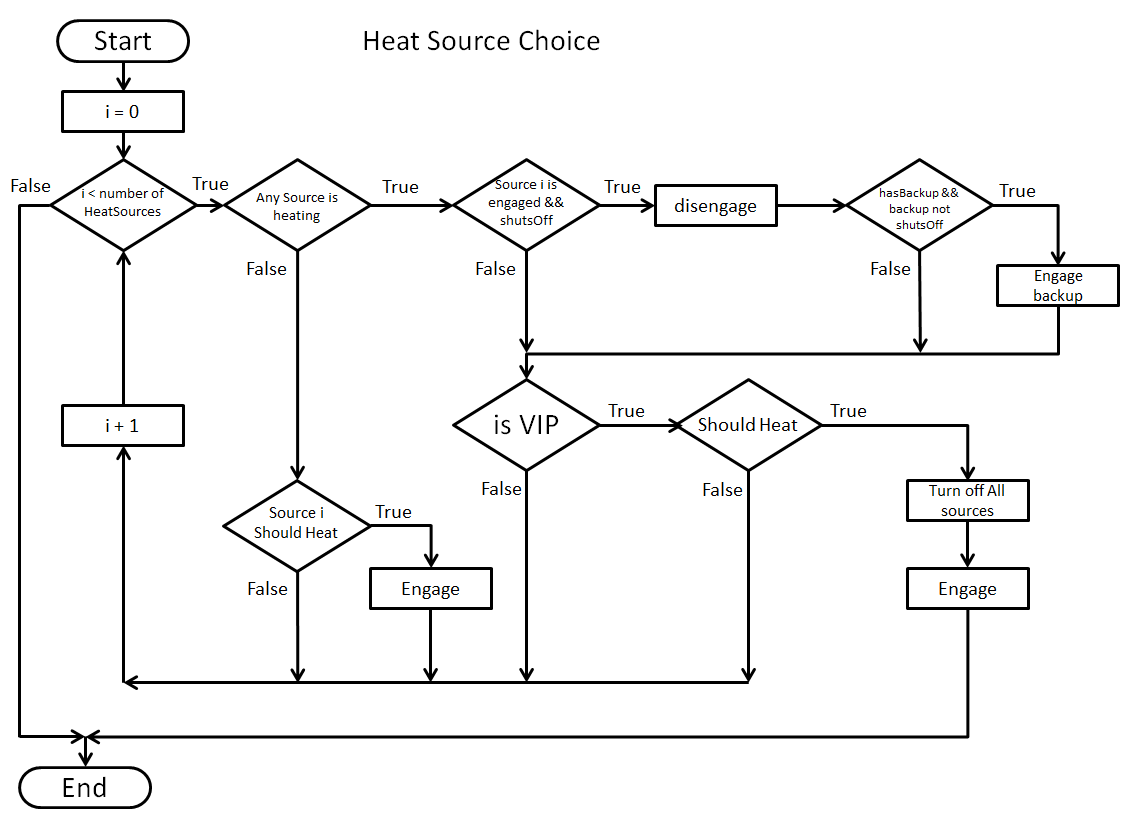 Start
Heat Source Choice
i = 0
False
i < number of
HeatSources
True
Any Source is
heating
True
Source i is
engaged &&
shutsOff
True
disengage
hasBackup &&
backup not
shutsOff
True
False
False
False
Engage
backup
i + 1
is VIP
True
Should Heat
True
False
False
Turn off All
sources
Source i
Should Heat
True
False
Engage
Engage
End